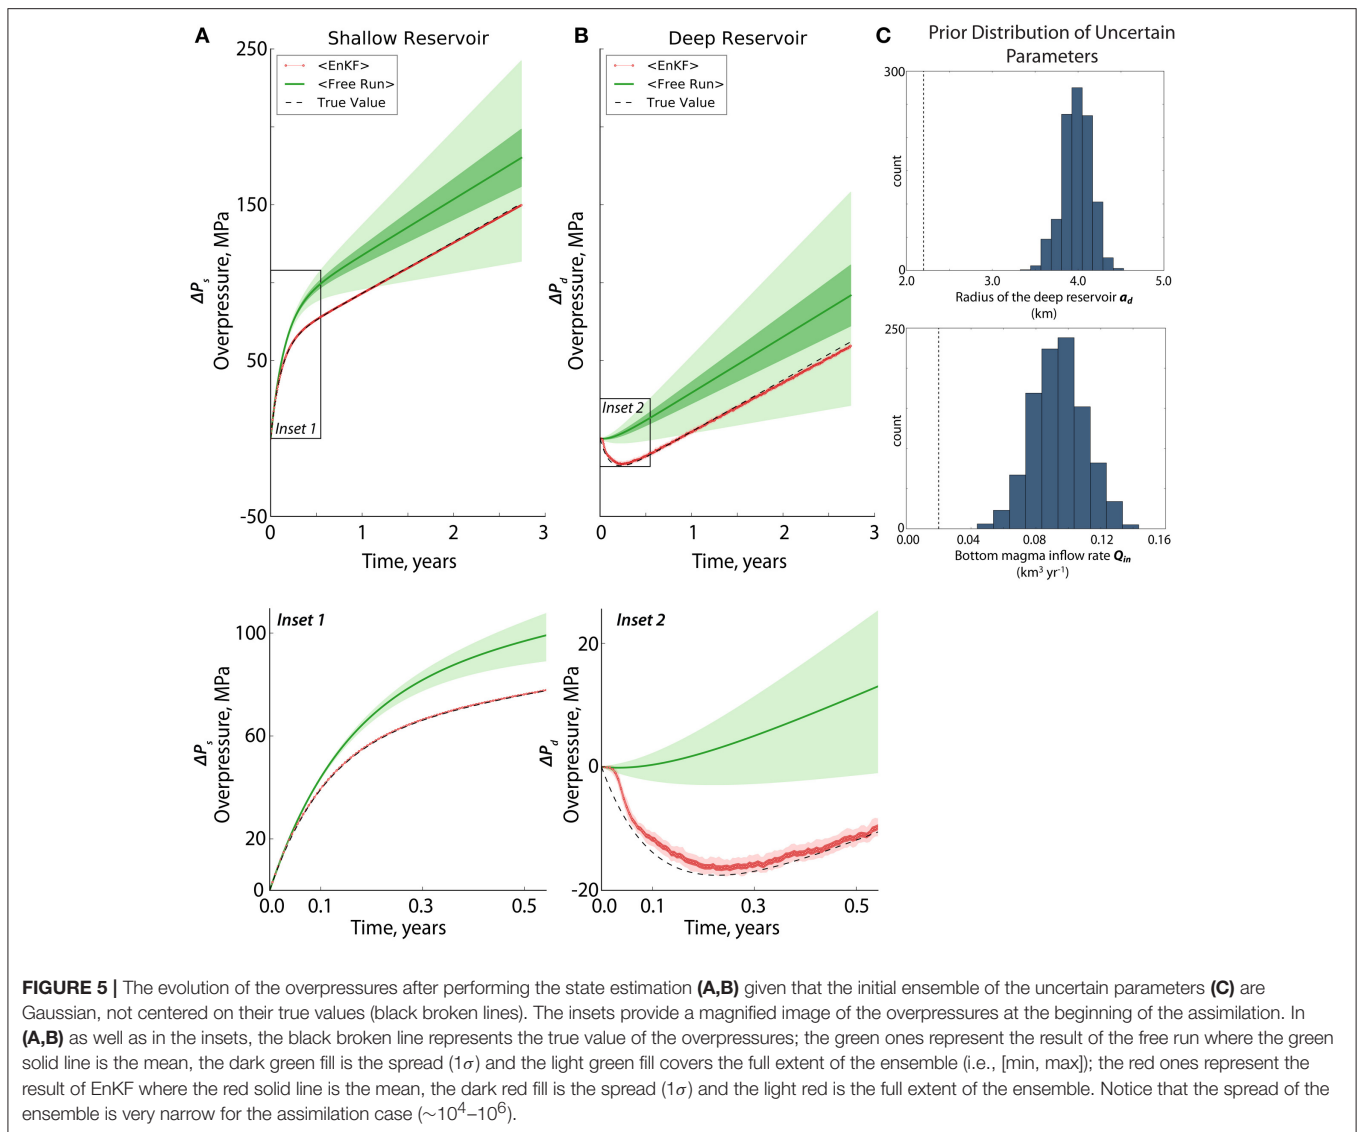 A
Shallow Reservoir
250
150
50
-50
ΔPs
Overpressure, MPa
<EnKF>
<Free Run>
True Value
Inset 1
0
1
2
3
Time, years
B
Deep Reservoir
ΔPd
Overpressure, MPa
<EnKF>
<Free Run>
True Value
Inset 2
0
1
2
3
Time, years
C
Prior Distribution of Uncertain
Parameters
300
count
0
2.0
3.0
4.0
5.0
Radius of the deep reservoir ad
(km)
250
count
0
0.00
0.04
0.08
0.12
0.16
Bottom magma inflow rate Qin
(km³ yr⁻¹)
Inset 1
100
60
20
0
ΔPs
Overpressure, MPa
0.0
0.1
0.3
0.5
Time, years
Inset 2
20
0
-20
ΔPd
Overpressure, MPa
0.0
0.1
0.3
0.5
Time, years
FIGURE 5 | The evolution of the overpressures after performing the state estimation (A,B) given that the initial ensemble of the uncertain parameters (C) are
Gaussian, not centered on their true values (black broken lines). The insets provide a magnified image of the overpressures at the beginning of the assimilation. In
(A,B) as well as in the insets, the black broken line represents the true value of the overpressures; the green ones represent the result of the free run where the green
solid line is the mean, the dark green fill is the spread (1σ) and the light green fill covers the full extent of the ensemble (i.e., [min, max]); the red ones represent the
result of EnKF where the red solid line is the mean, the dark red fill is the spread (1σ) and the light red is the full extent of the ensemble. Notice that the spread of the
ensemble is very narrow for the assimilation case (∼10⁴–10⁶).